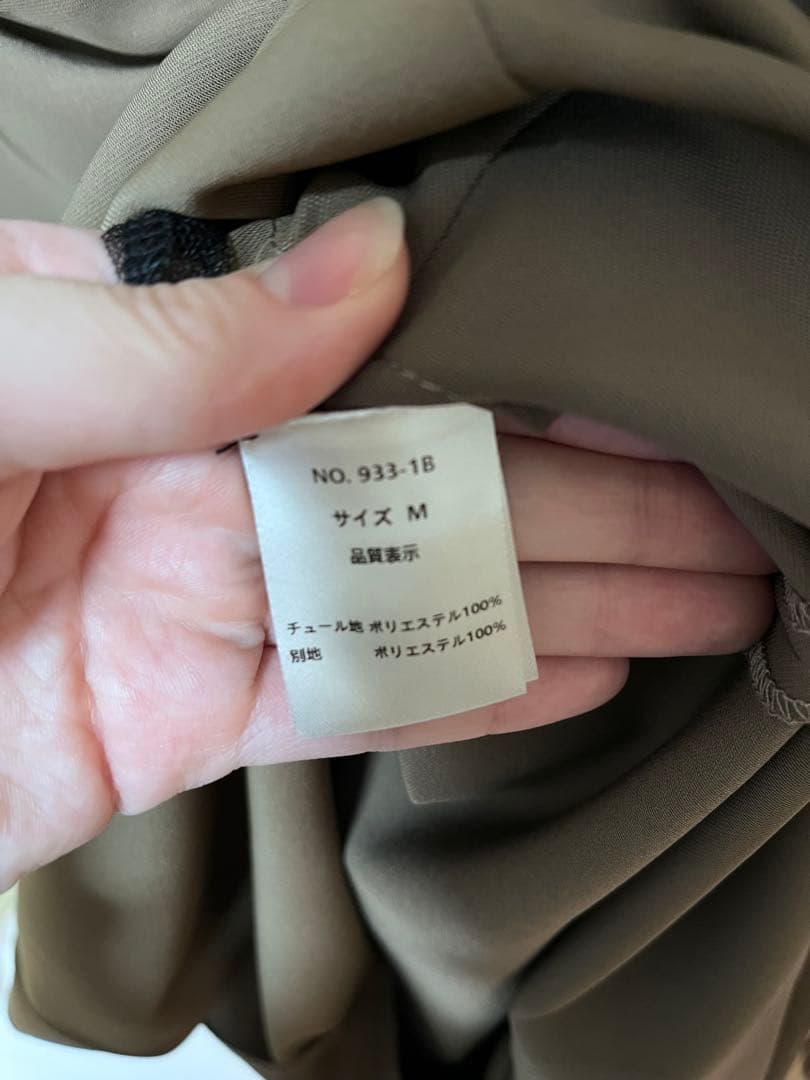 NO. 933-1B
サイズ M
品質表示
チュール地 ポリエステル100%
別地 ポリエステル100%